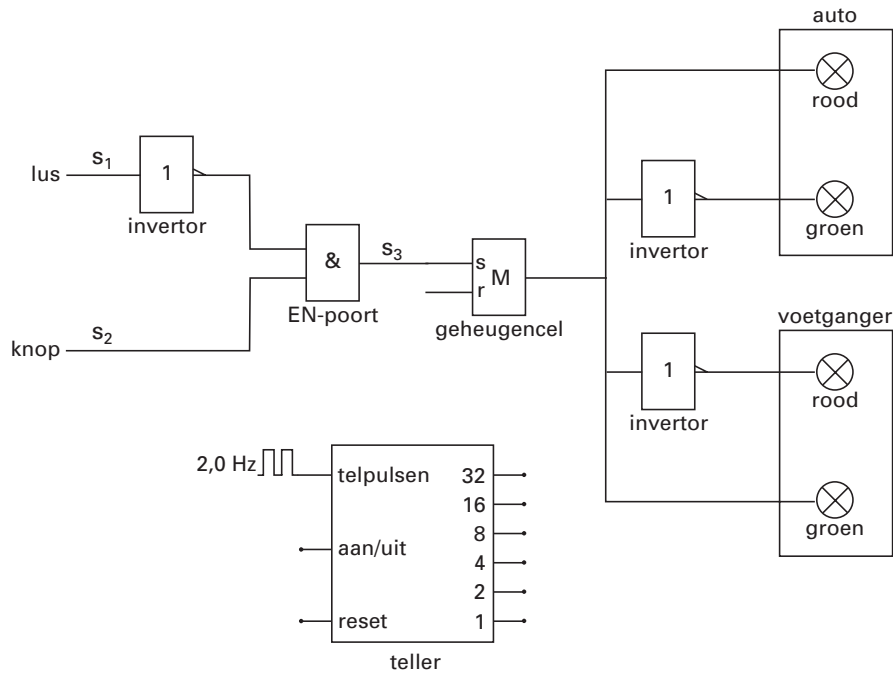 auto
rood
lus
s₁
1
invertor
1
invertor
groen
&
EN-poort
s₃
s
r
M
geheugencel
knop
s₂
voetganger
1
invertor
rood
2,0 Hz
telpulsen
32
16
8
aan/uit
4
2
reset
1
teller
groen